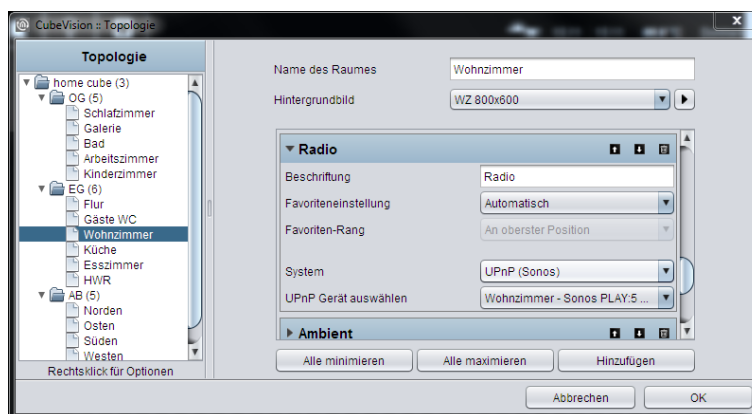 CubeVision :: Topologie
x
Topologie
home cube (3)
OG (5)
Schlafzimmer
Galerie
Bad
Arbeitszimmer
Kinderzimmer
EG (6)
Flur
Gäste WC
Wohnzimmer
Küche
Esszimmer
HWR
AB (5)
Norden
Osten
Süden
Westen
Rechtsklick für Optionen
Name des Raumes Wohnzimmer
Hintergrundbild WZ 800x600
Radio
Beschriftung Radio
Favoriteneinstellung Automatisch
Favoriten-Rang An oberster Position
System UPnP (Sonos)
UPnP Gerät auswählen Wohnzimmer - Sonos PLAY:5 ...
Ambient
Alle minimieren Alle maximieren Hinzufügen
Abbrechen OK